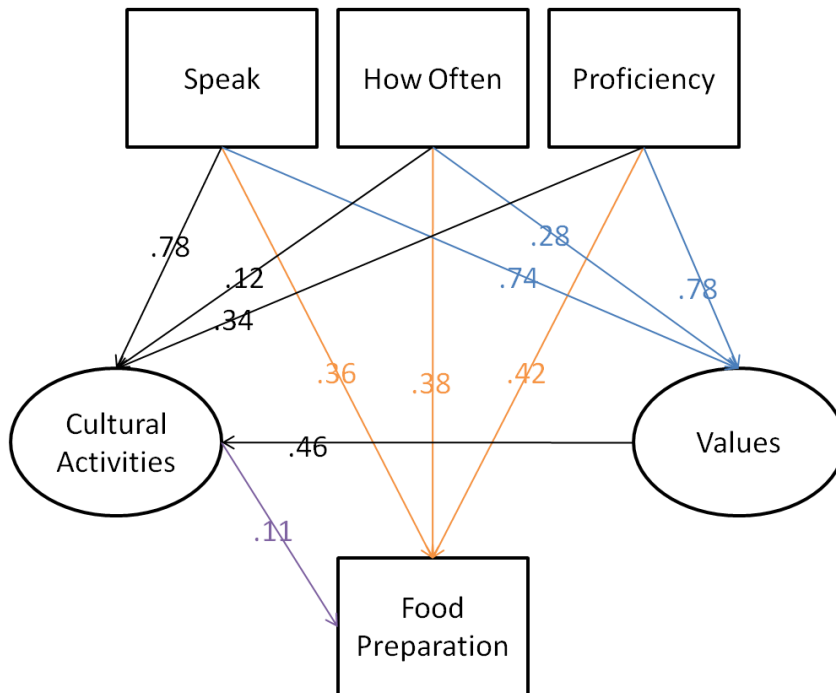 Speak
How Often
Proficiency
.78
.12
.34
.74
.28
.78
.36
.38
.42
Cultural
Activities
.46
Values
.11
Food
Preparation